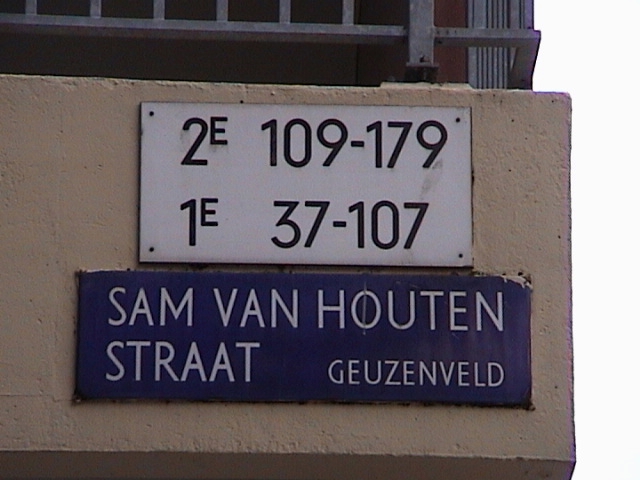 2E 109-179
1E 37-107
SAM VAN HOUTEN
STRAAT GEUZENVELD